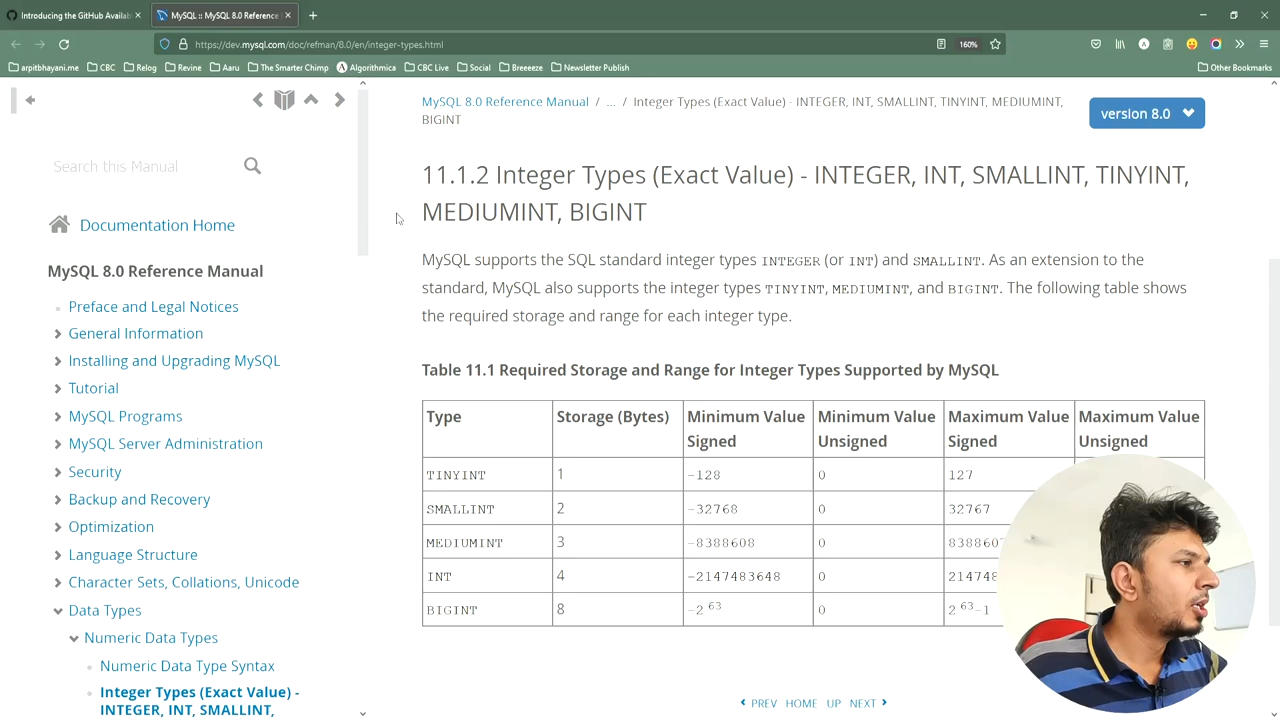 Introducing the GitHub Availab
MySQL :: MySQL 8.0 Reference
https://dev.mysql.com/doc/refman/8.0/en/integer-types.html
160%
arpitbhayani.me
CBC
Relog
Revine
Aaru
The Smarter Chimp
Algorithmica
CBC Live
Social
Breeeeze
Newsletter Publish
Other Bookmarks
Search this Manual
Documentation Home
MySQL 8.0 Reference Manual
Preface and Legal Notices
General Information
Installing and Upgrading MySQL
Tutorial
MySQL Programs
MySQL Server Administration
Security
Backup and Recovery
Optimization
Language Structure
Character Sets, Collations, Unicode
Data Types
Numeric Data Types
Numeric Data Type Syntax
Integer Types (Exact Value) -
INTEGER, INT, SMALLINT,
MySQL 8.0 Reference Manual / ... / Integer Types (Exact Value) - INTEGER, INT, SMALLINT, TINYINT, MEDIUMINT,
BIGINT
version 8.0
11.1.2 Integer Types (Exact Value) - INTEGER, INT, SMALLINT, TINYINT,
MEDIUMINT, BIGINT
MySQL supports the SQL standard integer types INTEGER (or INT) and SMALLINT. As an extension to the
standard, MySQL also supports the integer types TINYINT, MEDIUMINT, and BIGINT. The following table shows
the required storage and range for each integer type.
Table 11.1 Required Storage and Range for Integer Types Supported by MySQL
Type Storage (Bytes) Minimum Value Minimum Value Maximum Value Maximum Value
Signed Unsigned Signed Unsigned
TINYINT 1 -128 0 127
SMALLINT 2 -32768 0 32767
MEDIUMINT 3 -8388608 0 8388607
INT 4 -2147483648 0 214748
BIGINT 8 -2^63 0 2^63-1
PREV HOME UP NEXT